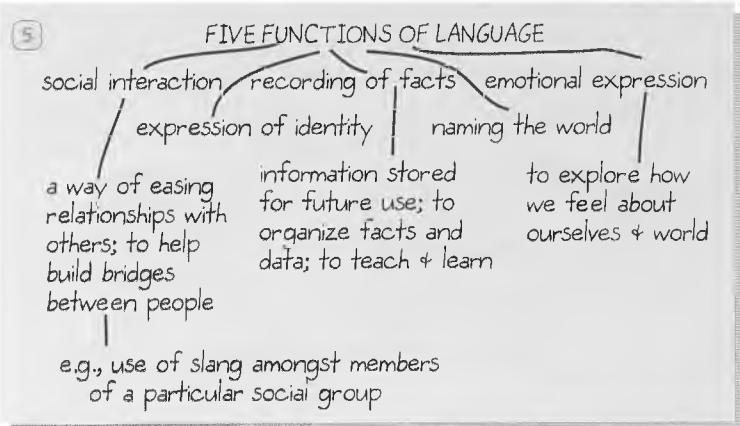 5
FIVE FUNCTIONS OF LANGUAGE
social interaction recording of facts emotional expression
expression of identity naming the world
a way of easing
relationships with
others; to help
build bridges
between people
information stored
for future use; to
organize facts and
data; to teach & learn
to explore how
we feel about
ourselves & world
e.g., use of slang amongst members
of a particular social group